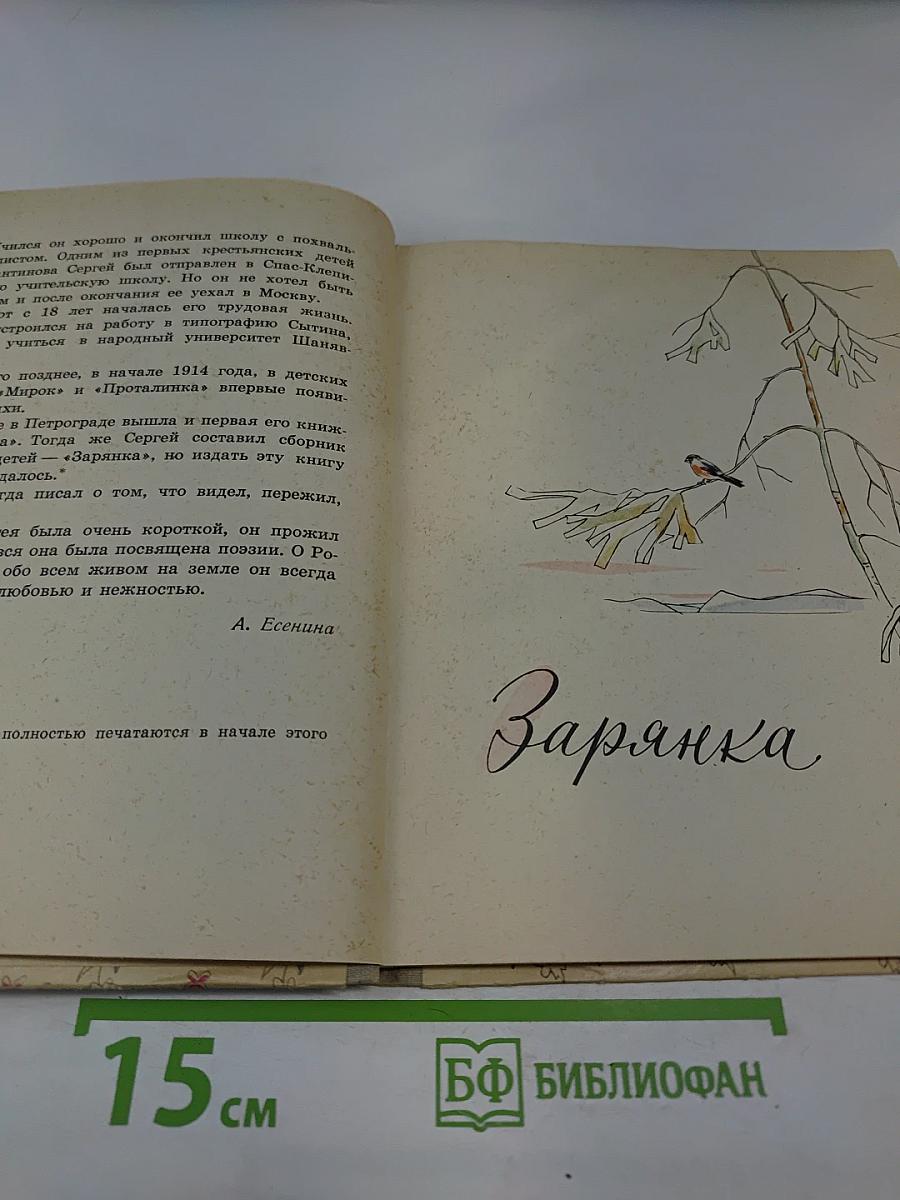 Учился он хорошо и окончил школу с похваль-
листом. Одним из первых крестьянских детей
антинова Сергей был отправлен в Спас-Клепи-
ю учительскую школу. Но он не хотел быть
м и после окончания ее уехал в Москву.
от с 18 лет началась его трудовая жизнь.
устроился на работу в типографию Сытина,
учиться в народный университет Шаняв-
го позднее, в начале 1914 года, в детских
«Мирок» и «Проталинка» впервые появи-
ихи.
е в Петрограде вышла и первая его книж-
а». Тогда же Сергей составил сборник
детей — «Зарянка», но издать эту книгу
далось.*
гда писал о том, что видел, пережил,
ея была очень короткой, он прожил
вся она была посвящена поэзии. О Ро-
обо всем живом на земле он всегда
любовью и нежностью.
А. Есенина
полностью печатаются в начале этого
Зарянка
15 см
БФ БИБЛИОФАН